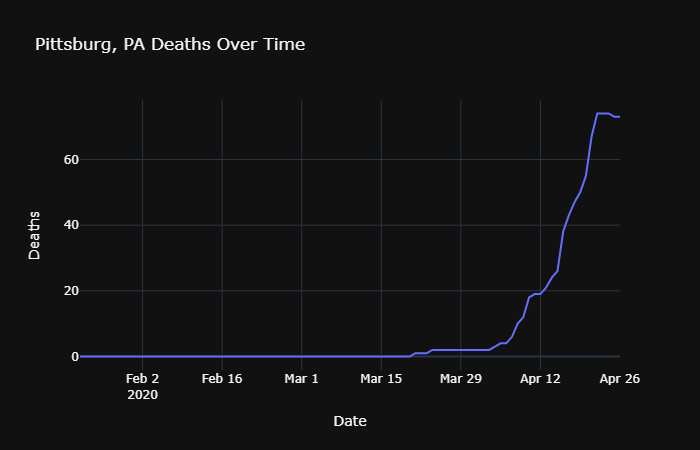 Pittsburg, PA Deaths Over Time
Deaths
60
40
20
0
Feb 2
2020
Feb 16
Mar 1
Mar 15
Mar 29
Apr 12
Apr 26
Date